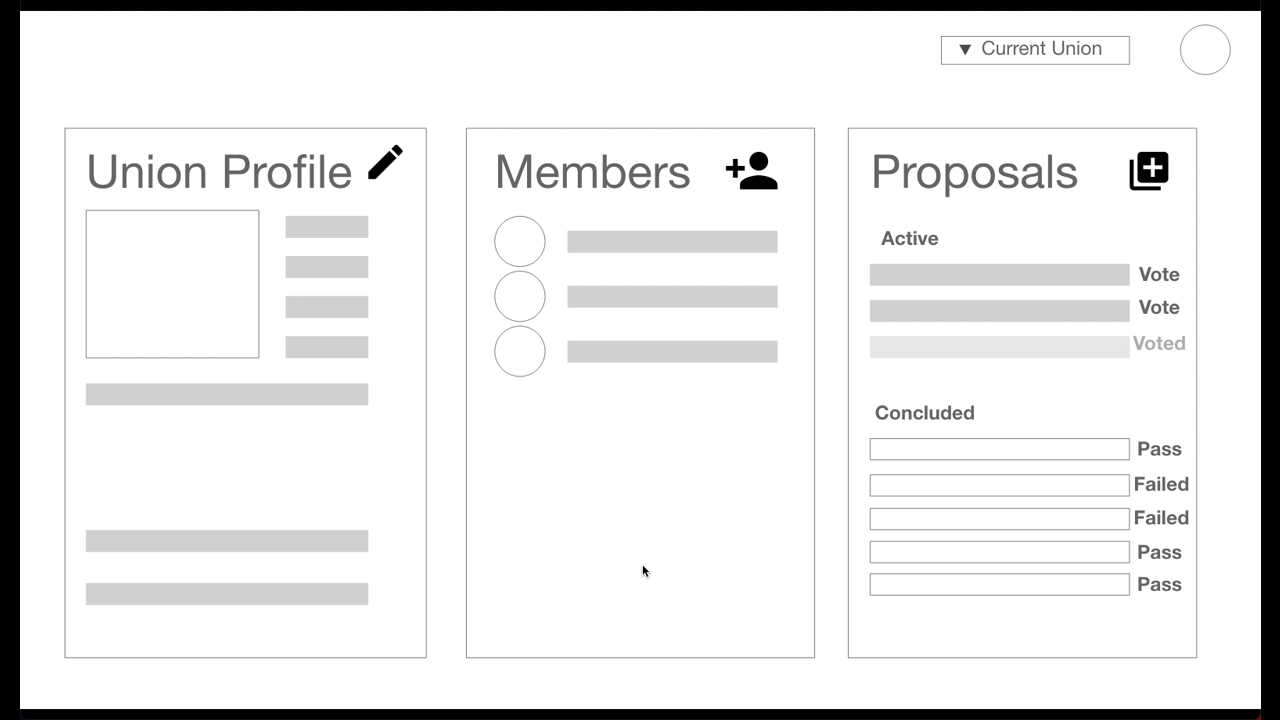 ▼ Current Union
Union Profile
Members
Proposals
Active
Vote
Vote
Voted
Concluded
Pass
Failed
Failed
Pass
Pass